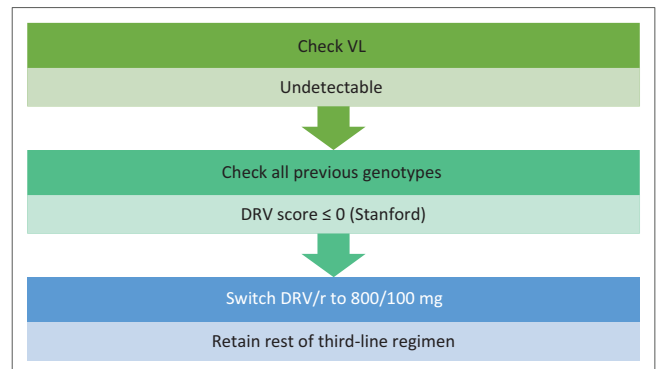 Check VL
Undetectable
Check all previous genotypes
DRV score ≤ 0 (Stanford)
Switch DRV/r to 800/100 mg
Retain rest of third-line regimen